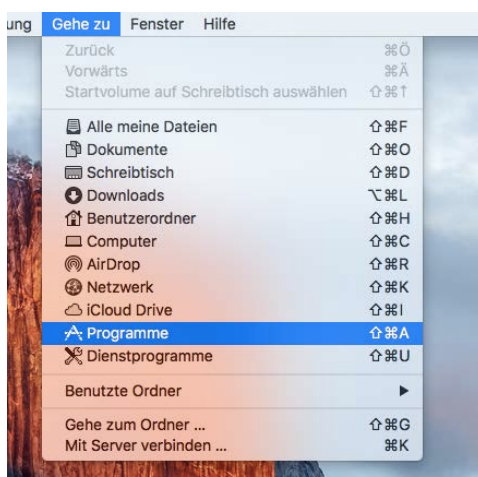 ung Gehe zu Fenster Hilfe
Zurück ⌘Ö
Vorwärts ⌘Ä
Startvolume auf Schreibtisch auswählen ⇧⌘↑
Alle meine Dateien ⇧⌘F
Dokumente ⇧⌘O
Schreibtisch ⇧⌘D
Downloads ⌥⌘L
Benutzerordner ⇧⌘H
Computer ⇧⌘C
AirDrop ⇧⌘R
Netzwerk ⇧⌘K
iCloud Drive ⇧⌘I
Programme ⇧⌘A
Dienstprogramme ⇧⌘U
Benutzte Ordner ▶
Gehe zum Ordner ... ⇧⌘G
Mit Server verbinden ... ⌘K